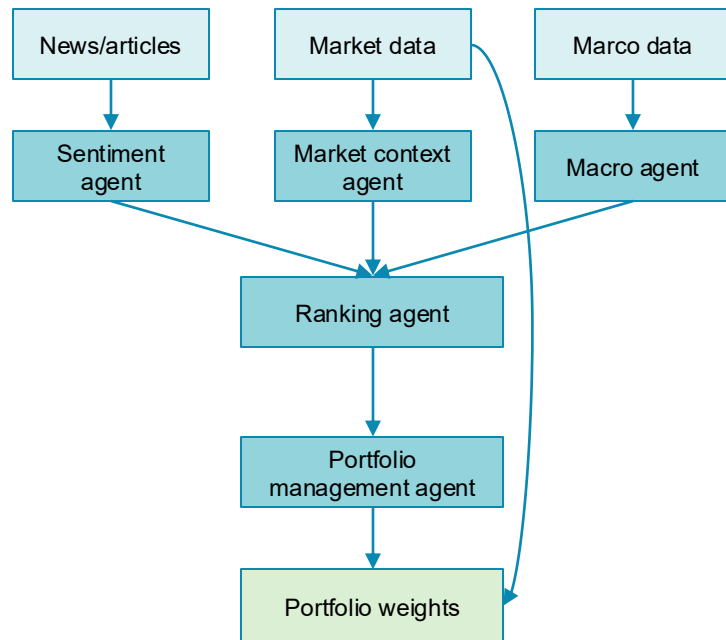 News/articles
Market data
Marco data
Sentiment
agent
Market context
agent
Macro agent
Ranking agent
Portfolio
management agent
Portfolio weights